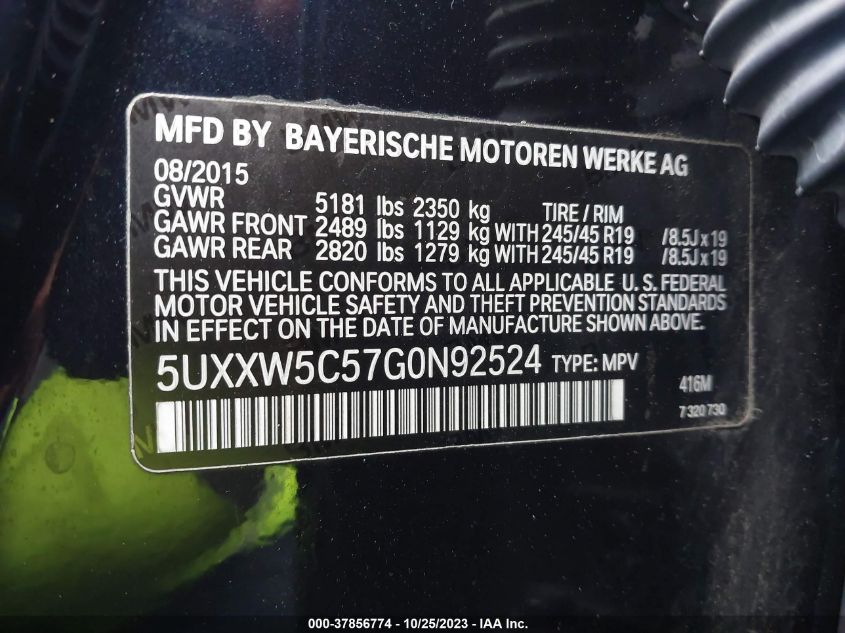 MFD BY BAYERISCHE MOTOREN WERKE AG
08/2015
GVWR 5181 lbs 2350 kg TIRE / RIM
GAWR FRONT 2489 lbs 1129 kg WITH 245/45 R19 /8.5J x 19
GAWR REAR 2820 lbs 1279 kg WITH 245/45 R19 /8.5J x 19
THIS VEHICLE CONFORMS TO ALL APPLICABLE U. S. FEDERAL
MOTOR VEHICLE SAFETY AND THEFT PREVENTION STANDARDS
IN EFFECT ON THE DATE OF MANUFACTURE SHOWN ABOVE.
5UXXW5C57G0N92524 TYPE: MPV
416M
7 320 730
000-37856774 - 10/25/2023 - IAA Inc.